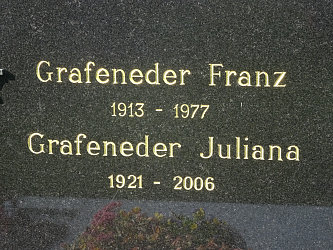 Grafeneder Franz
1913 - 1977
Grafeneder Juliana
1921 - 2006